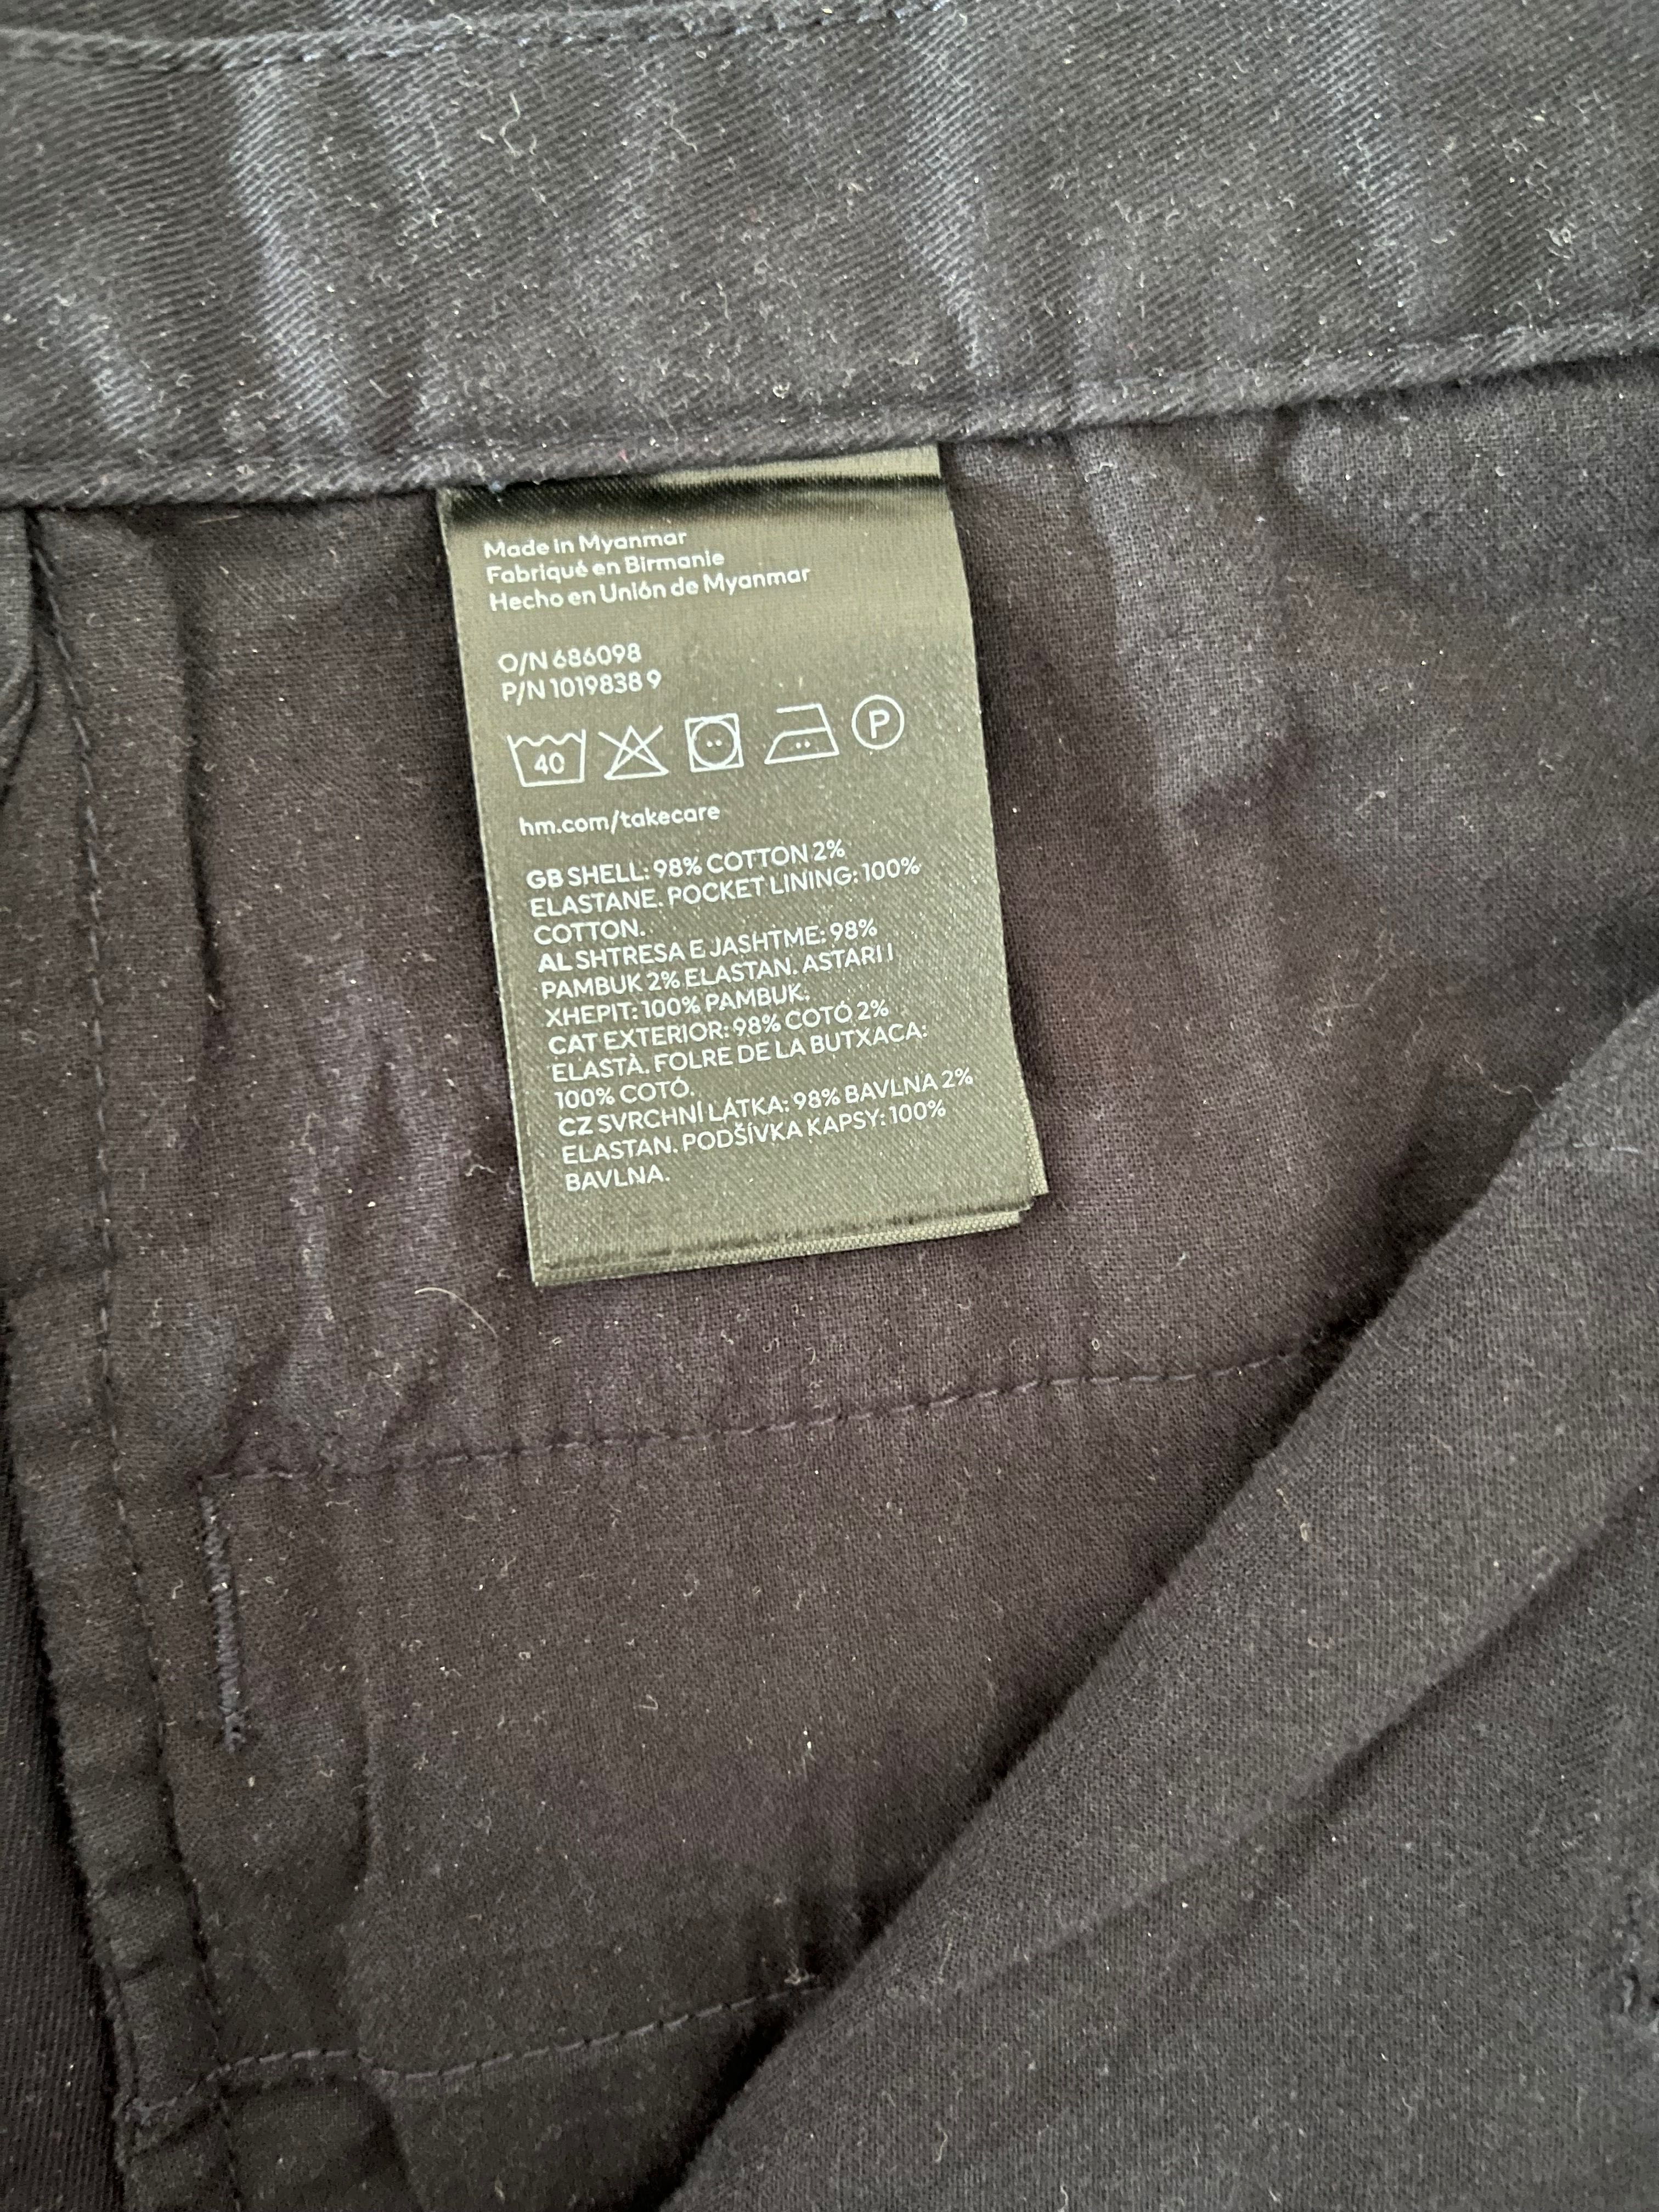 Made in Myanmar
Fabriqué en Birmanie
Hecho en Unión de Myanmar
O/N 686098
P/N 1019838 9
40 P
hm.com/takecare
GB SHELL: 98% COTTON 2%
ELASTANE. POCKET LINING: 100%
COTTON.
AL SHTRESA E JASHTME: 98%
PAMBUK 2% ELASTAN. ASTARI I
XHEPIT: 100% PAMBUK.
CAT EXTERIOR: 98% COTÓ 2%
ELASTÀ. FOLRE DE LA BUTXACA:
100% COTÓ.
CZ SVRCHNÍ LÁTKA: 98% BAVLNA 2%
ELASTAN. PODŠÍVKA KAPSY: 100%
BAVLNA.